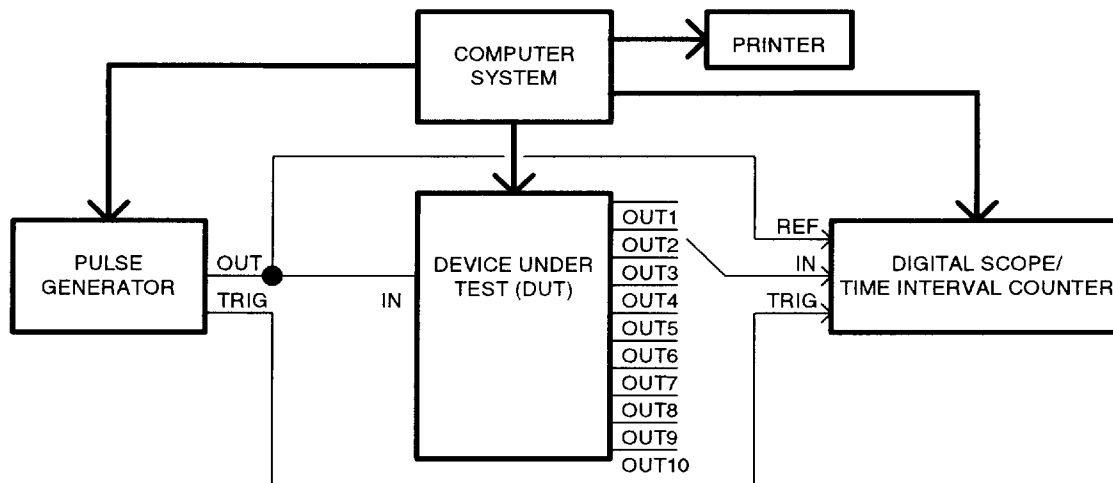 COMPUTER
SYSTEM
PRINTER
PULSE
GENERATOR
OUT
TRIG
IN
DEVICE UNDER
TEST (DUT)
OUT1
OUT2
OUT3
OUT4
OUT5
OUT6
OUT7
OUT8
OUT9
OUT10
REF
IN
TRIG
DIGITAL SCOPE/
TIME INTERVAL COUNTER